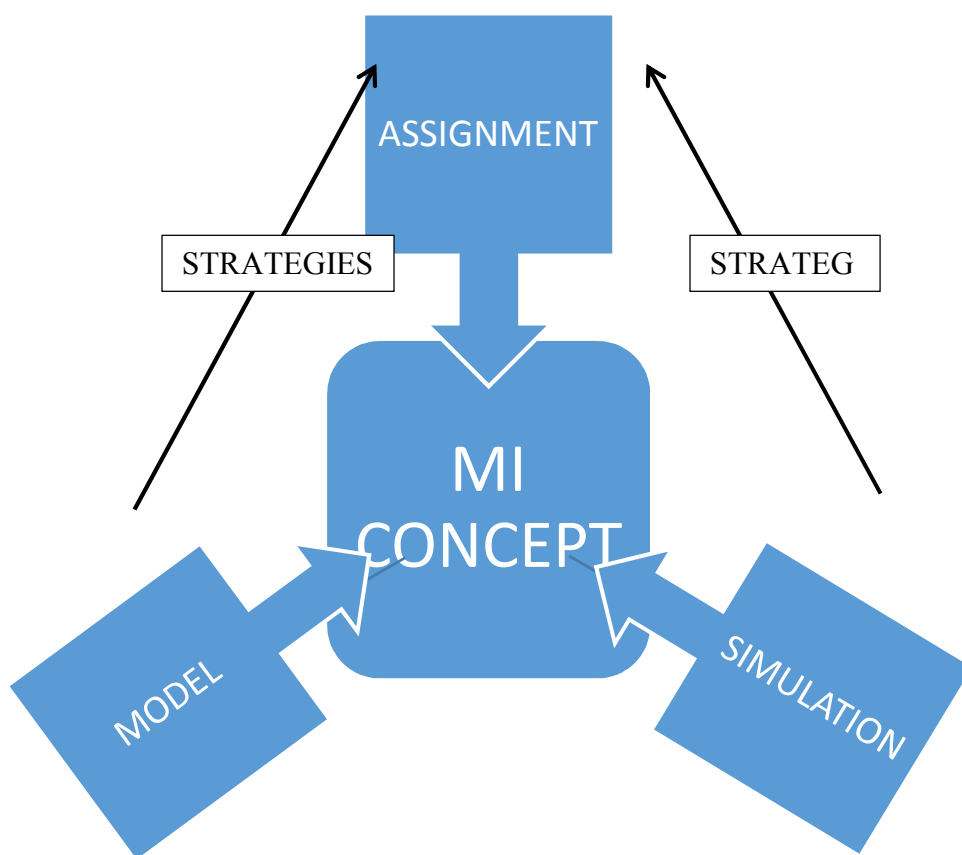 ASSIGNMENT
STRATEGIES
STRATEG
MI
CONCEPT
MODEL
SIMULATION